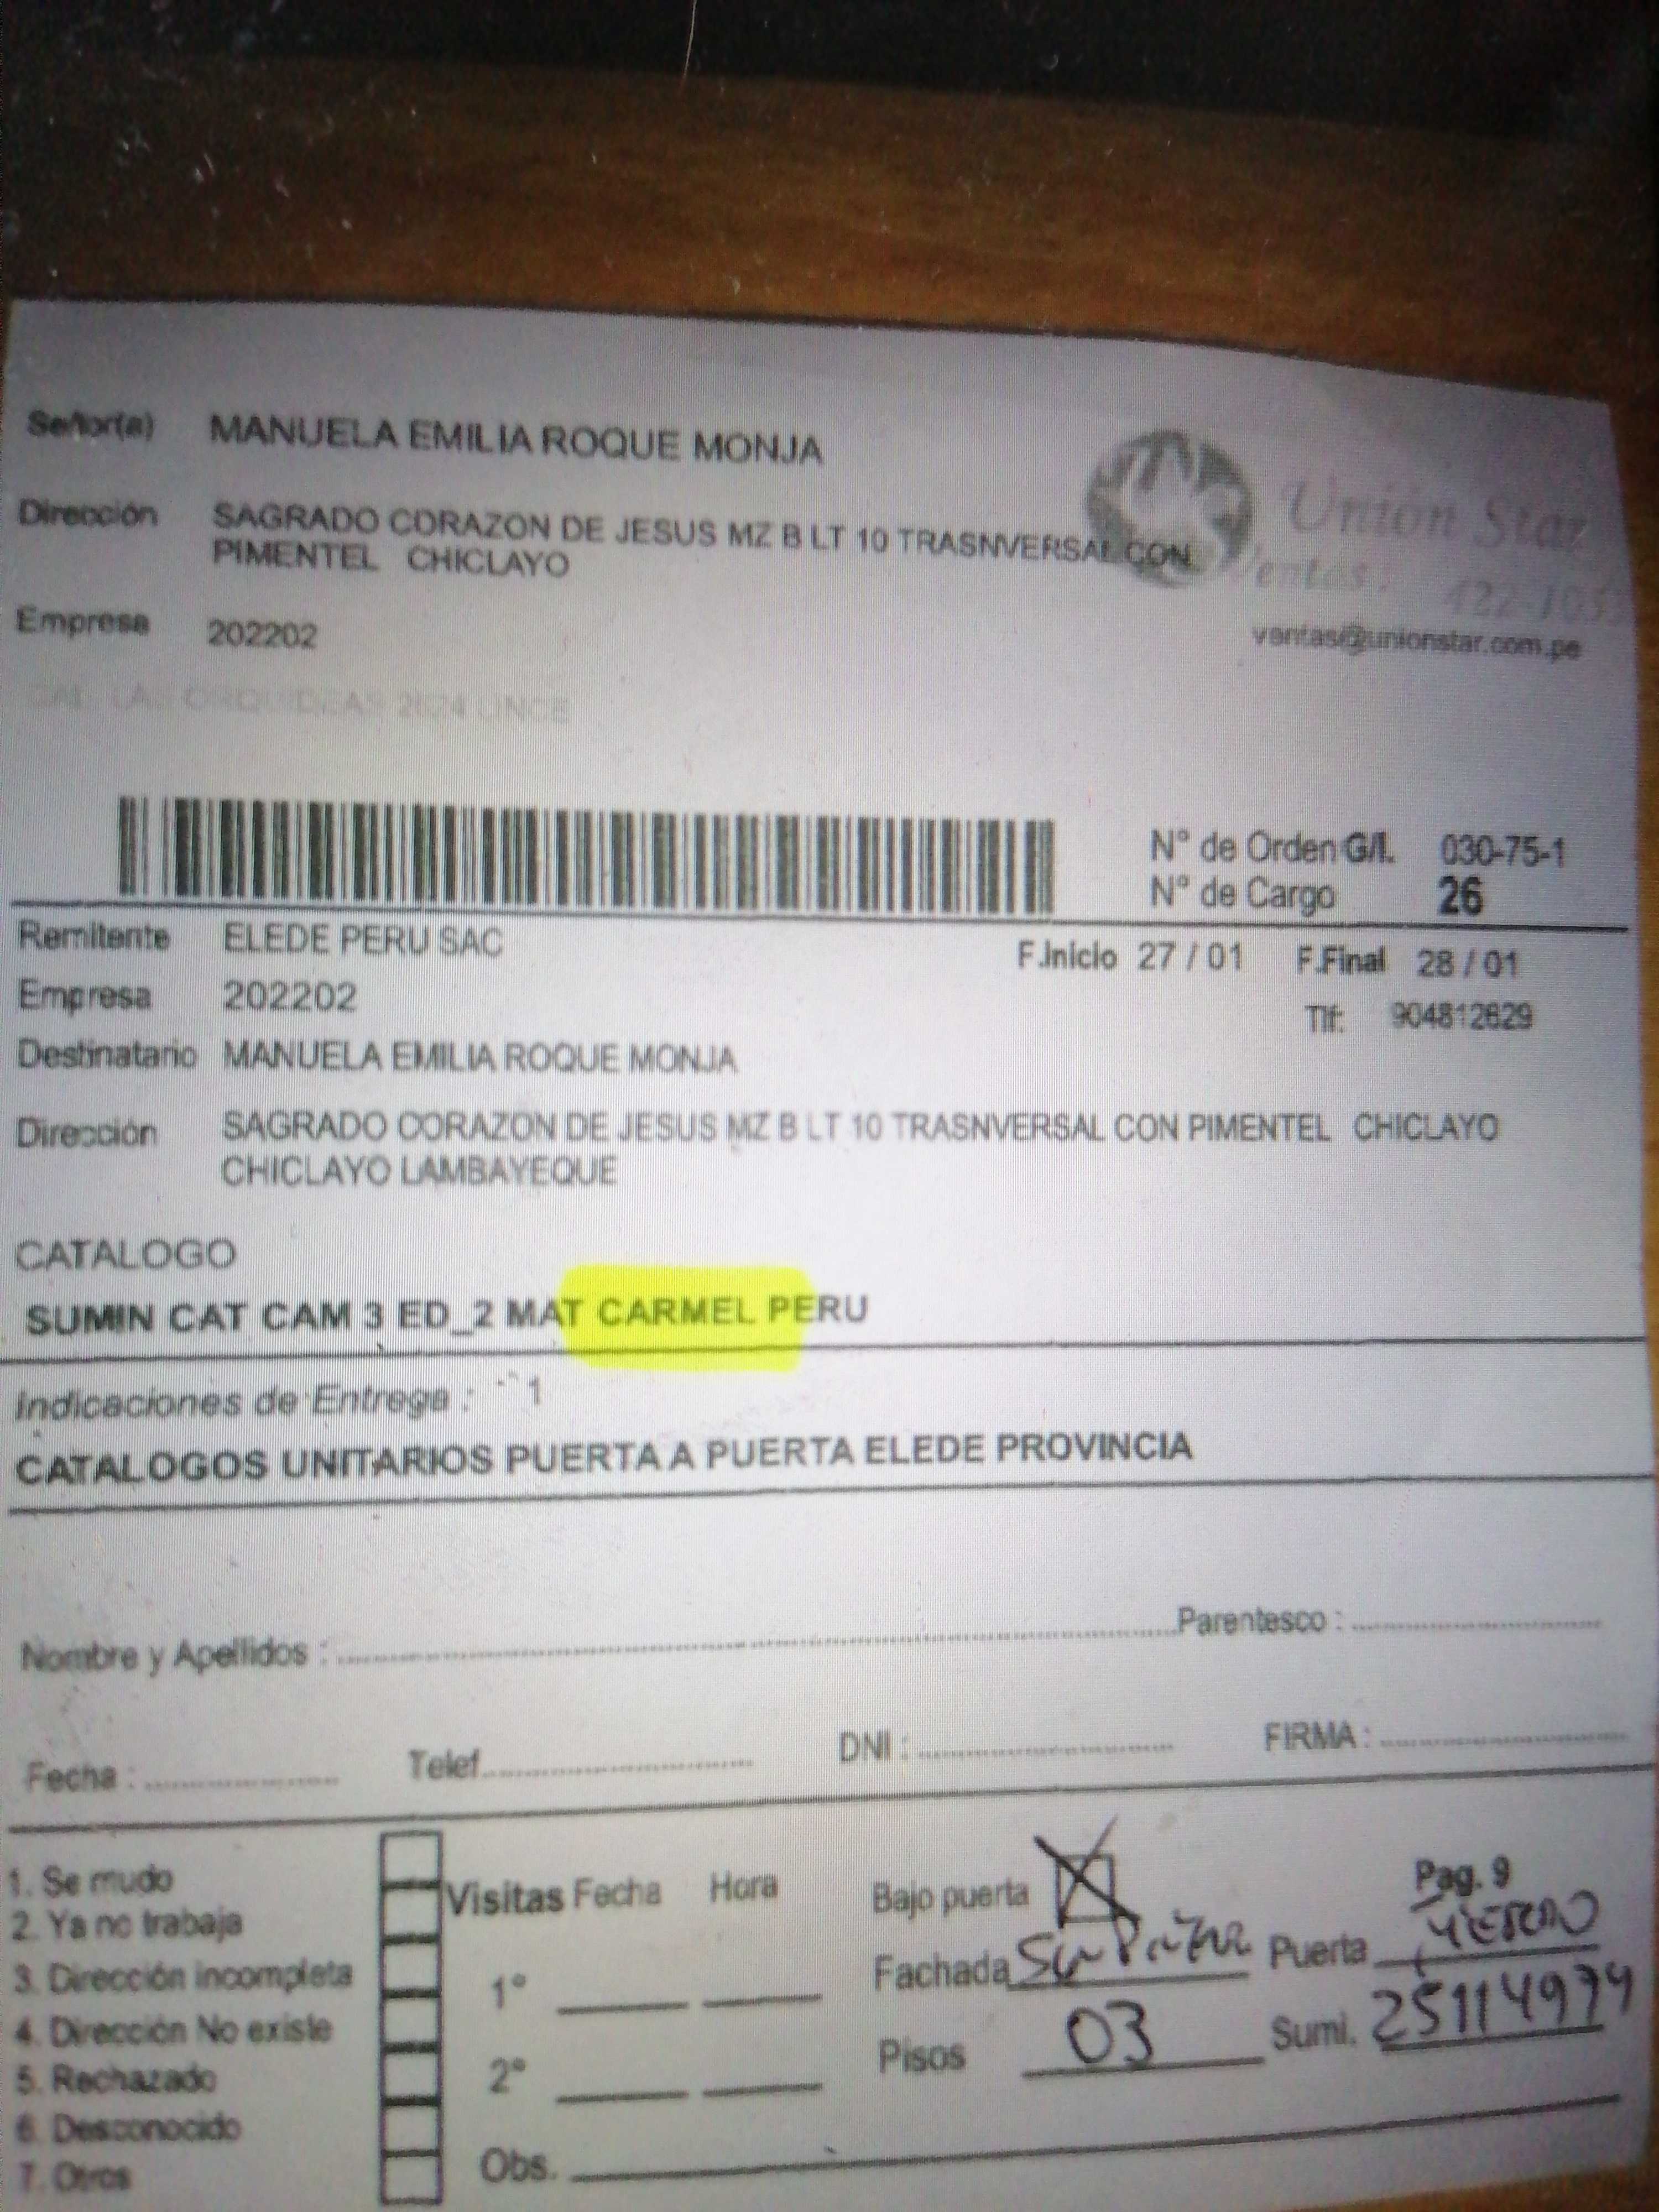 Señor(a) MANUELA EMILIA ROQUE MONJA
Dirección SAGRADO CORAZON DE JESUS MZ B LT 10 TRASNVERSAL CON
PIMENTEL CHICLAYO
Union Star
Ventas:
Empresa 202202
ventas@unionstar.com.pe
N° de Orden G/L 030-75-1
N° de Cargo 26
Remitente ELEDE PERU SAC
F.Inicio 27 / 01 F.Final 28 / 01
Empresa 202202
Tlf: 904812629
Destinatario MANUELA EMILIA ROQUE MONJA
Dirección SAGRADO CORAZON DE JESUS MZ B LT 10 TRASNVERSAL CON PIMENTEL CHICLAYO
CHICLAYO LAMBAYEQUE
CATALOGO
SUMIN CAT CAM 3 ED_2 MAT CARMEL PERU
Indicaciones de Entrega : 1
CATALOGOS UNITARIOS PUERTA A PUERTA ELEDE PROVINCIA
Nombre y Apellidos : Parentesco :
Fecha : Telef. DNI : FIRMA :
1. Se mudo
2. Ya no trabaja
3. Dirección incompleta
4. Dirección No existe
5. Rechazado
6. Desconocido
7. Otros
Visitas Fecha Hora
1°
2°
Obs.
Bajo puerta
Pag. 9
Fachada Sin Pintar Puerta
Pisos 03 Sumi. 25114974